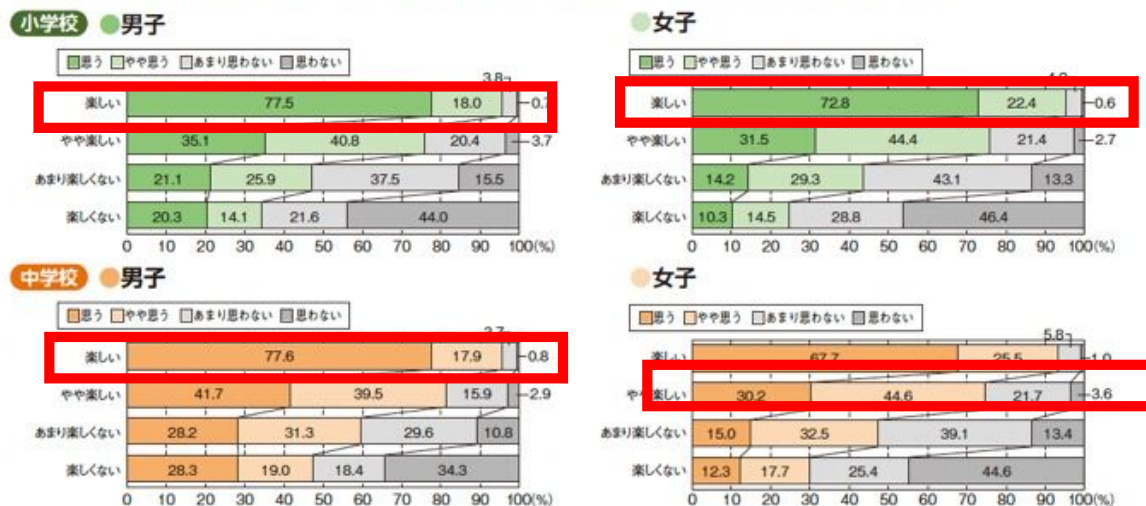 小学校 男子
思う やや思う あまり思わない 思わない
3.8
楽しい 77.5 18.0 0.7
やや楽しい 35.1 40.8 20.4 3.7
あまり楽しくない 21.1 25.9 37.5 15.5
楽しくない 20.3 14.1 21.6 44.0
0 10 20 30 40 50 60 70 80 90 100(%)
女子
思う やや思う あまり思わない 思わない
楽しい 72.8 22.4 0.6
やや楽しい 31.5 44.4 21.4 2.7
あまり楽しくない 14.2 29.3 43.1 13.3
楽しくない 10.3 14.5 28.8 46.4
0 10 20 30 40 50 60 70 80 90 100(%)
中学校 男子
思う やや思う あまり思わない 思わない
楽しい 77.6 17.9 0.8
やや楽しい 41.7 39.5 15.9 2.9
あまり楽しくない 28.2 31.3 29.6 10.8
楽しくない 28.3 19.0 18.4 34.3
0 10 20 30 40 50 60 70 80 90 100(%)
女子
思う やや思う あまり思わない 思わない
5.8
楽しい 67.7 25.5 1.0
やや楽しい 30.2 44.6 21.7 3.6
あまり楽しくない 15.0 32.5 39.1 13.4
楽しくない 12.3 17.7 25.4 44.6
0 10 20 30 40 50 60 70 80 90 100(%)